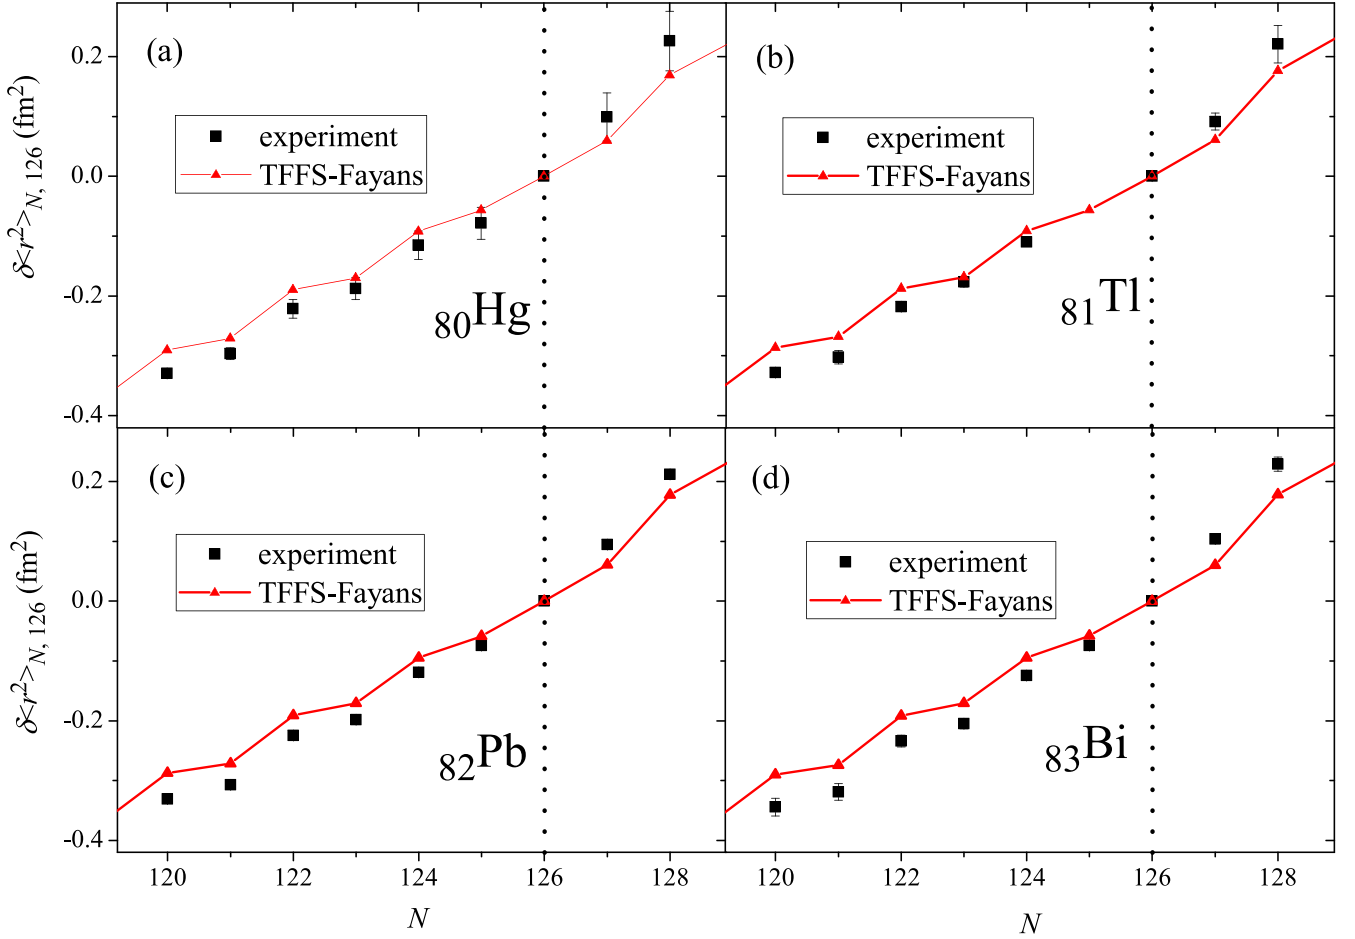 (a)
experiment
TFFS-Fayans
80Hg
0.2
0.0
-0.2
-0.4
δ<r²>N, 126 (fm²)
(b)
experiment
TFFS-Fayans
81Tl
(c)
experiment
TFFS-Fayans
82Pb
0.2
0.0
-0.2
-0.4
δ<r²>N, 126 (fm²)
120 122 124 126 128
N
(d)
experiment
TFFS-Fayans
83Bi
120 122 124 126 128
N